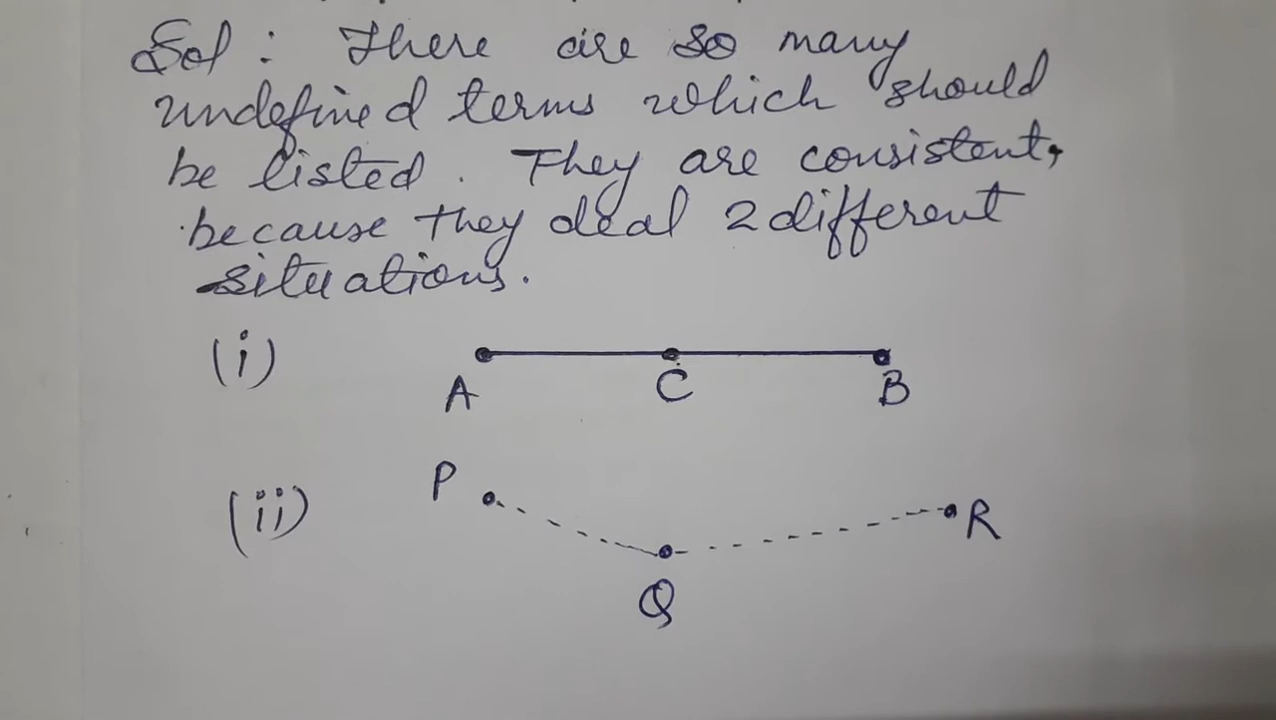 Sol : There are so many
undefined terms which should
be listed. They are consistent,
because they deal 2 different
situations.
(i)
A C B
(ii)
P
R
Q